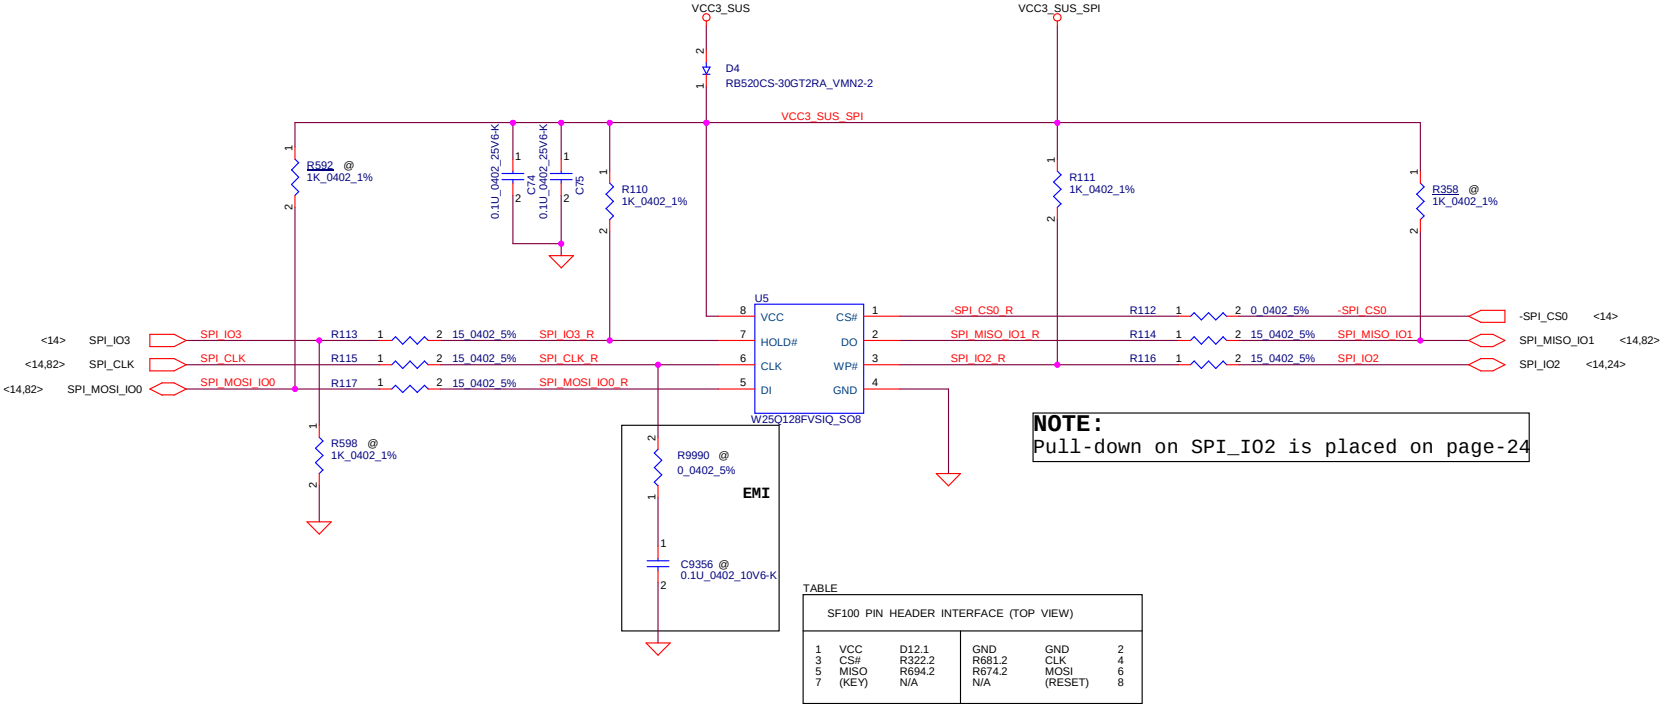 VCC3_SUS
VCC3_SUS_SPI
2
D4
RB520CS-30GT2RA_VMN2-2
1
VCC3_SUS_SPI
1
R592 @
1K_0402_1%
2
0.1U_0402_25V6-K
1
C74
2
0.1U_0402_25V6-K
1
C75
2
1
R110
1K_0402_1%
2
1
R111
1K_0402_1%
2
1
R358 @
1K_0402_1%
2
U5
8 VCC CS# 1
7 HOLD# DO 2
6 CLK WP# 3
5 DI GND 4
W25Q128FVSIQ_SO8
<14> SPI_IO3 SPI_IO3 R113 1 2 15_0402_5% SPI_IO3_R
<14,82> SPI_CLK SPI_CLK R115 1 2 15_0402_5% SPI_CLK_R
<14,82> SPI_MOSI_IO0 SPI_MOSI_IO0 R117 1 2 15_0402_5% SPI_MOSI_IO0_R
-SPI_CS0_R R112 1 2 0_0402_5% -SPI_CS0 -SPI_CS0 <14>
SPI_MISO_IO1_R R114 1 2 15_0402_5% SPI_MISO_IO1 SPI_MISO_IO1 <14,82>
SPI_IO2_R R116 1 2 15_0402_5% SPI_IO2 SPI_IO2 <14,24>
1
R598 @
1K_0402_1%
2
2
R9990 @
0_0402_5%
1
EMI
1
C9356 @
0.1U_0402_10V6-K
2
NOTE:
Pull-down on SPI_IO2 is placed on page-24
TABLE
SF100 PIN HEADER INTERFACE (TOP VIEW)
1 VCC D12.1 GND GND 2
3 CS# R322.2 R681.2 CLK 4
5 MISO R694.2 R674.2 MOSI 6
7 (KEY) N/A N/A (RESET) 8